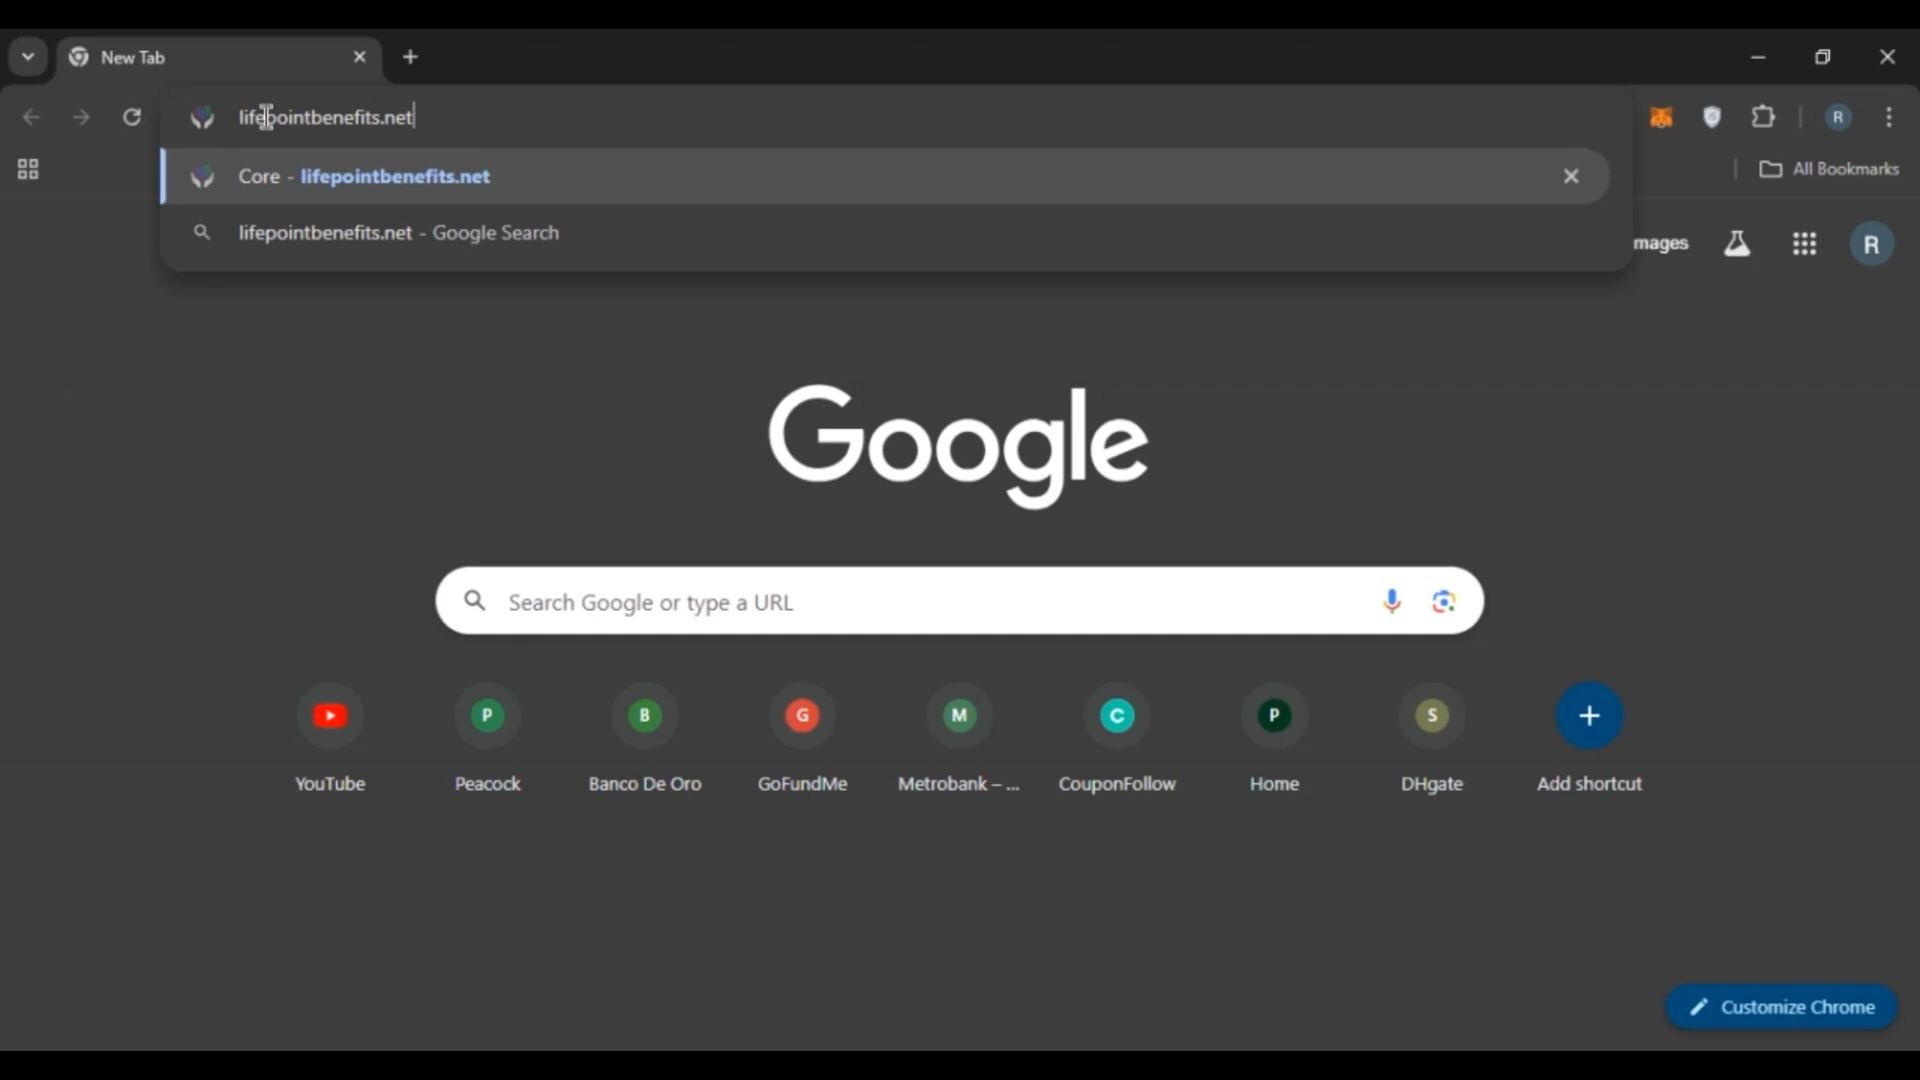 New Tab
lifepointbenefits.net
R
Core - lifepointbenefits.net
All Bookmarks
lifepointbenefits.net - Google Search
mages
R
Google
Search Google or type a URL
P
B
G
M
C
P
S
YouTube
Peacock
Banco De Oro
GoFundMe
Metrobank – ...
CouponFollow
Home
DHgate
Add shortcut
Customize Chrome